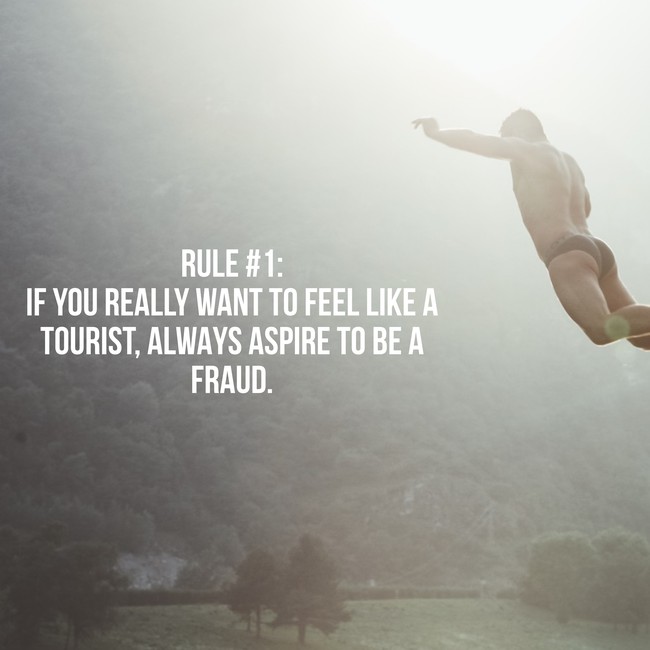 RULE #1:
IF YOU REALLY WANT TO FEEL LIKE A
TOURIST, ALWAYS ASPIRE TO BE A
FRAUD.